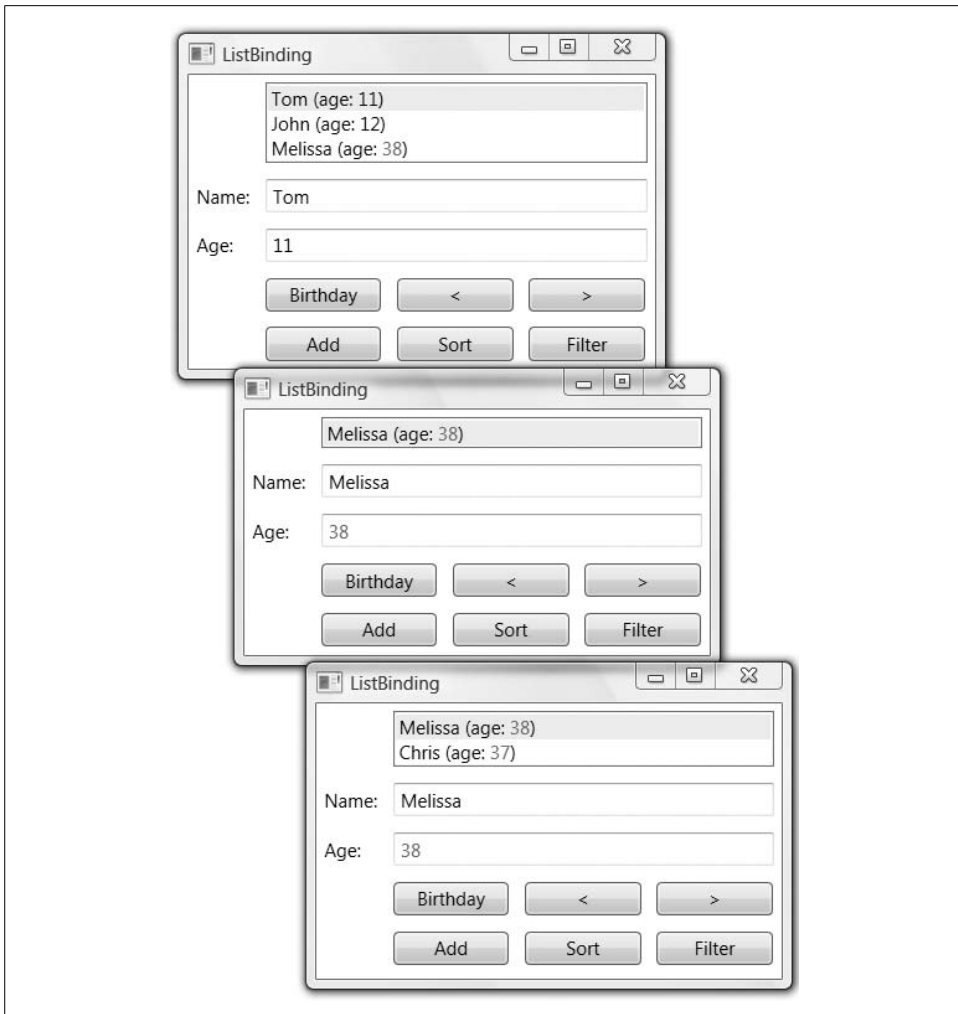 ListBinding
Tom (age: 11)
John (age: 12)
Melissa (age: 38)
Name: Tom
Age: 11
Birthday < >
Add Sort Filter
ListBinding
Melissa (age: 38)
Name: Melissa
Age: 38
Birthday < >
Add Sort Filter
ListBinding
Melissa (age: 38)
Chris (age: 37)
Name: Melissa
Age: 38
Birthday < >
Add Sort Filter